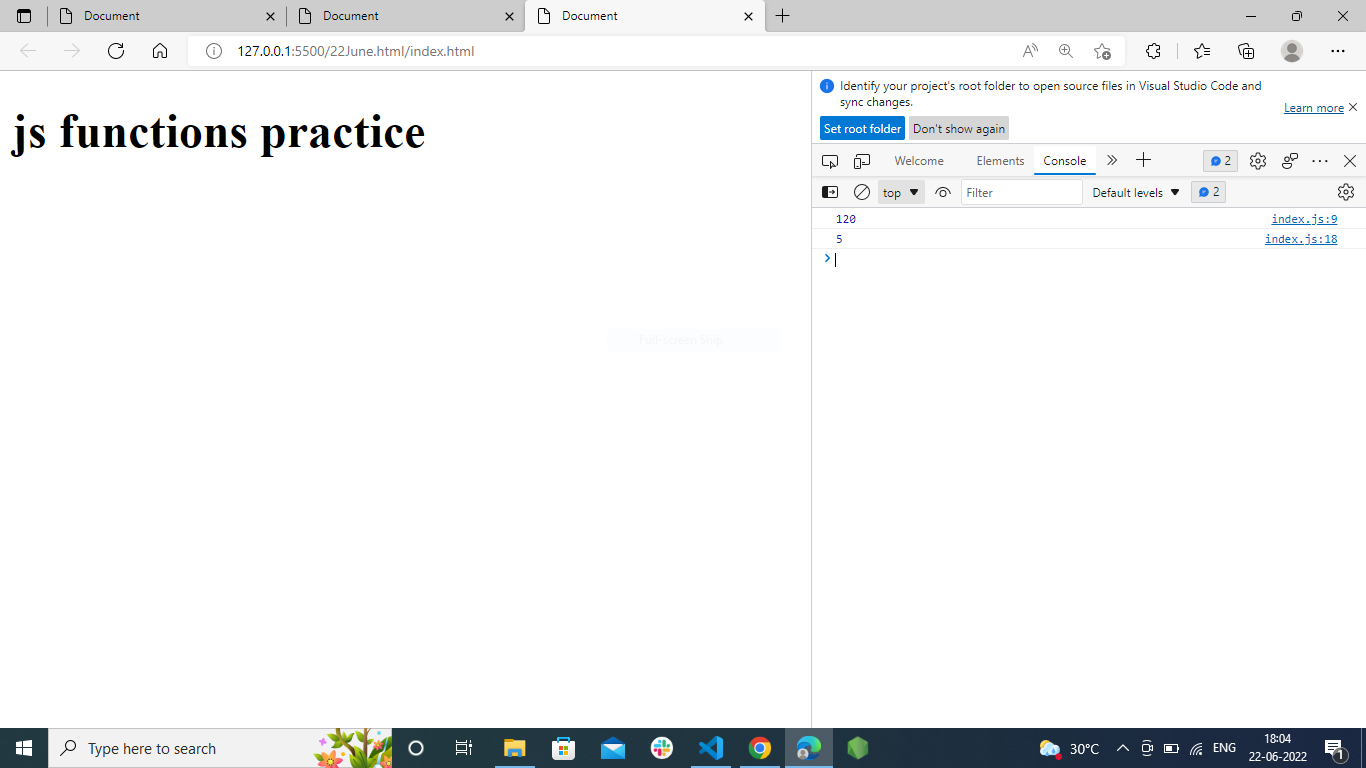 Document
Document
Document
127.0.0.1:5500/22June.html/index.html
js functions practice
Identify your project's root folder to open source files in Visual Studio Code and
sync changes.
Learn more
Set root folder
Don't show again
Welcome
Elements
Console
2
top
Filter
Default levels
2
120
index.js:9
5
index.js:18
Full-screen Snip
Type here to search
30°C
ENG
18:04
22-06-2022
1